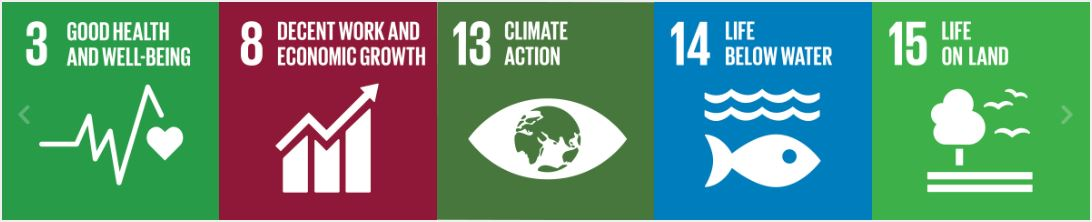 3
GOOD HEALTH
AND WELL-BEING
8
DECENT WORK AND
ECONOMIC GROWTH
13
CLIMATE
ACTION
14
LIFE
BELOW WATER
15
LIFE
ON LAND